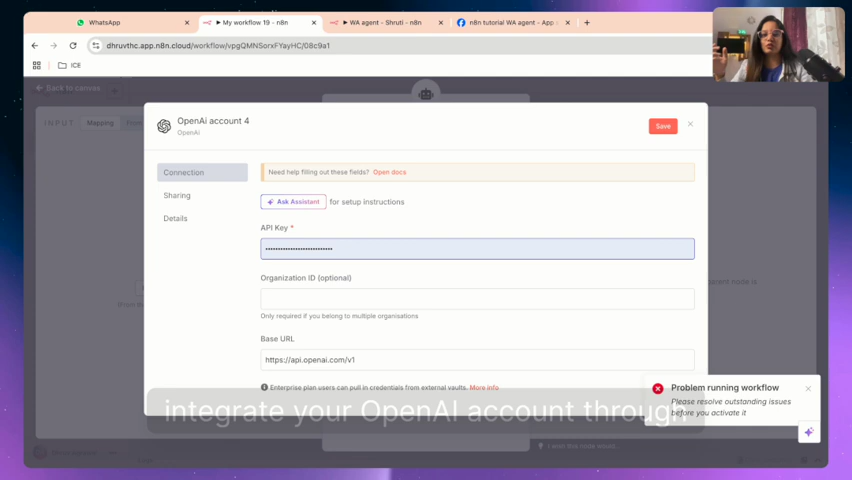 WhatsApp
My workflow 19 - n8n
WA agent - Shruti - n8n
n8n tutorial WA agent - App
dhruvthc.app.n8n.cloud/workflow/vpgQMNSorxFYayHC/08c9a1
ICE
Back to canvas
INPUT
Mapping
OpenAi account 4
OpenAi
Save
Connection
Sharing
Details
Need help filling out these fields? Open docs
Ask Assistant for setup instructions
API Key *
Organization ID (optional)
Only required if you belong to multiple organisations
Base URL
https://api.openai.com/v1
Enterprise plan users can pull in credentials from external vaults. More info
Problem running workflow
Please resolve outstanding issues
before you activate it
integrate your OpenAI account through
I wish this node would